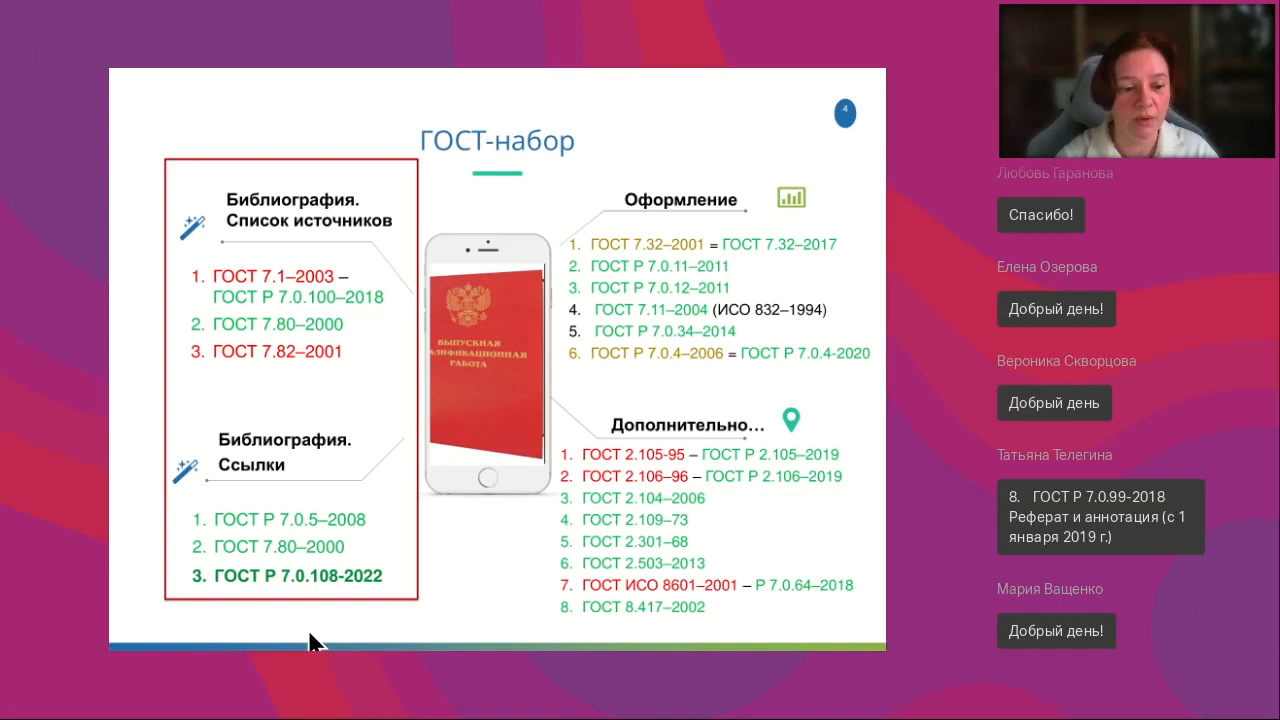 4
ГОСТ-набор
Библиография.
Список источников
1. ГОСТ 7.1–2003 –
ГОСТ Р 7.0.100–2018
2. ГОСТ 7.80–2000
3. ГОСТ 7.82–2001
Библиография.
Ссылки
1. ГОСТ Р 7.0.5–2008
2. ГОСТ 7.80–2000
3. ГОСТ Р 7.0.108-2022
ВЫПУСКНАЯ
АЛИФИКАЦИОННАЯ
РАБОТА
Оформление
1. ГОСТ 7.32–2001 = ГОСТ 7.32–2017
2. ГОСТ Р 7.0.11–2011
3. ГОСТ Р 7.0.12–2011
4. ГОСТ 7.11–2004 (ИСО 832–1994)
5. ГОСТ Р 7.0.34–2014
6. ГОСТ Р 7.0.4–2006 = ГОСТ Р 7.0.4-2020
Дополнительно…
1. ГОСТ 2.105-95 – ГОСТ Р 2.105–2019
2. ГОСТ 2.106–96 – ГОСТ Р 2.106–2019
3. ГОСТ 2.104–2006
4. ГОСТ 2.109–73
5. ГОСТ 2.301–68
6. ГОСТ 2.503–2013
7. ГОСТ ИСО 8601–2001 – Р 7.0.64–2018
8. ГОСТ 8.417–2002
Любовь Гаранова
Спасибо!
Елена Озерова
Добрый день!
Вероника Скворцова
Добрый день
Татьяна Телегина
8. ГОСТ Р 7.0.99-2018
Реферат и аннотация (с 1
января 2019 г.)
Мария Ващенко
Добрый день!